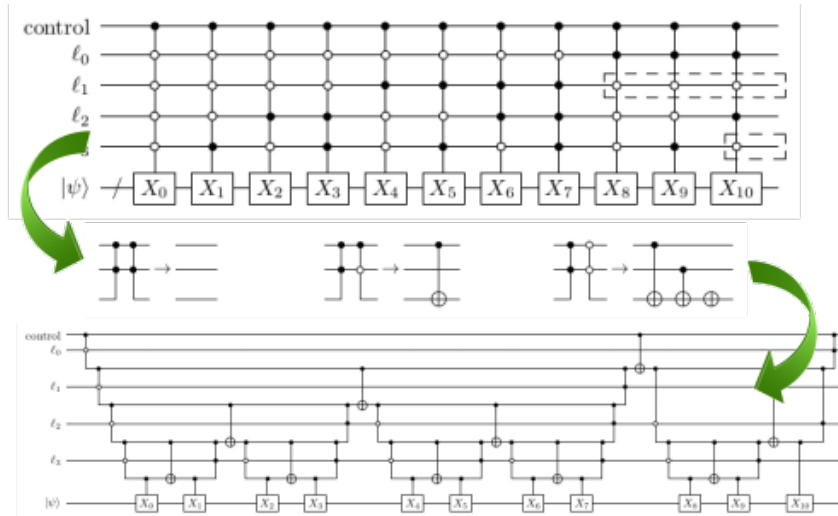 control
ℓ₀
ℓ₁
ℓ₂
₃
|ψ⟩ X₀ X₁ X₂ X₃ X₄ X₅ X₆ X₇ X₈ X₉ X₁₀
→ → →
control
ℓ₀
ℓ₁
ℓ₂
ℓ₃
|ψ⟩ X₀ X₁ X₂ X₃ X₄ X₅ X₆ X₇ X₈ X₉ X₁₀